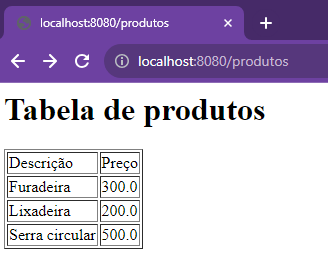 localhost:8080/produtos
localhost:8080/produtos
Tabela de produtos
Descrição Preço
Furadeira 300.0
Lixadeira 200.0
Serra circular 500.0